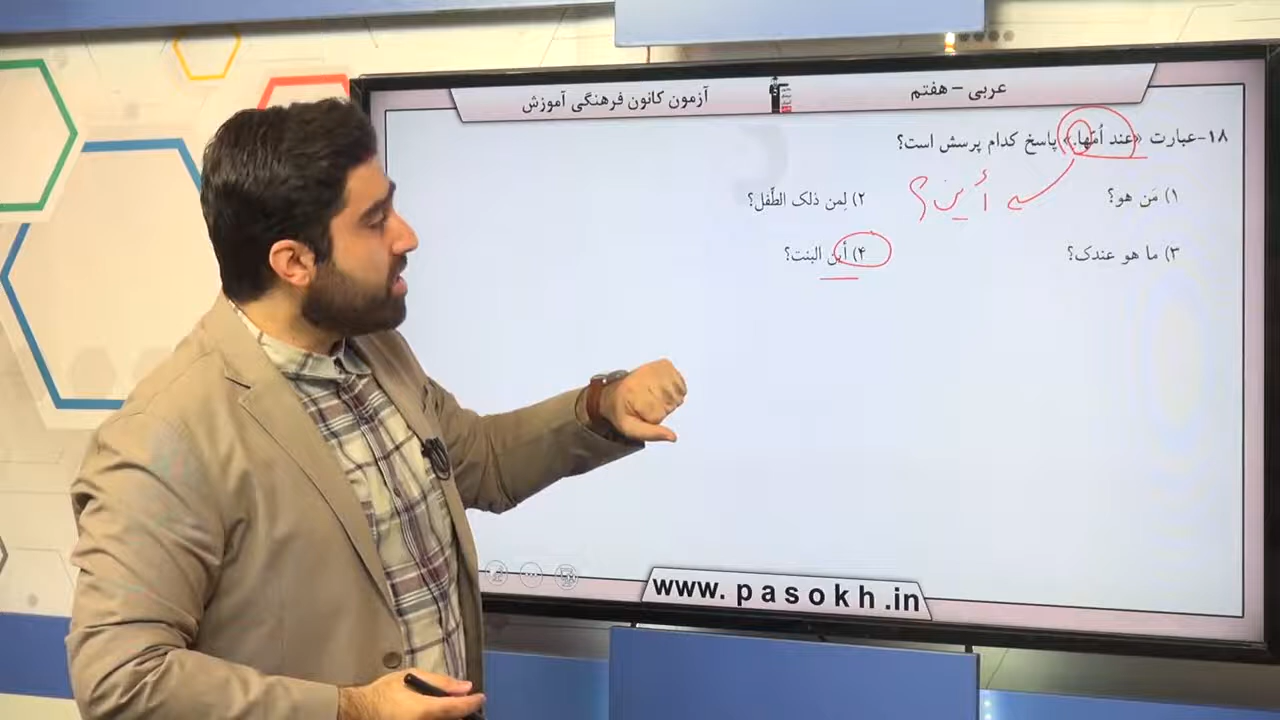 عربی - هفتم
آزمون کانون فرهنگی آموزش
۱۸-عبارت «عند اُمّها.» پاسخ کدام پرسش است؟
أین؟
۱) مَن هو؟
۲) لِمن ذلک الطّفل؟
۳) ما هو عندک؟
۴) أین البنت؟
www.pasokh.in